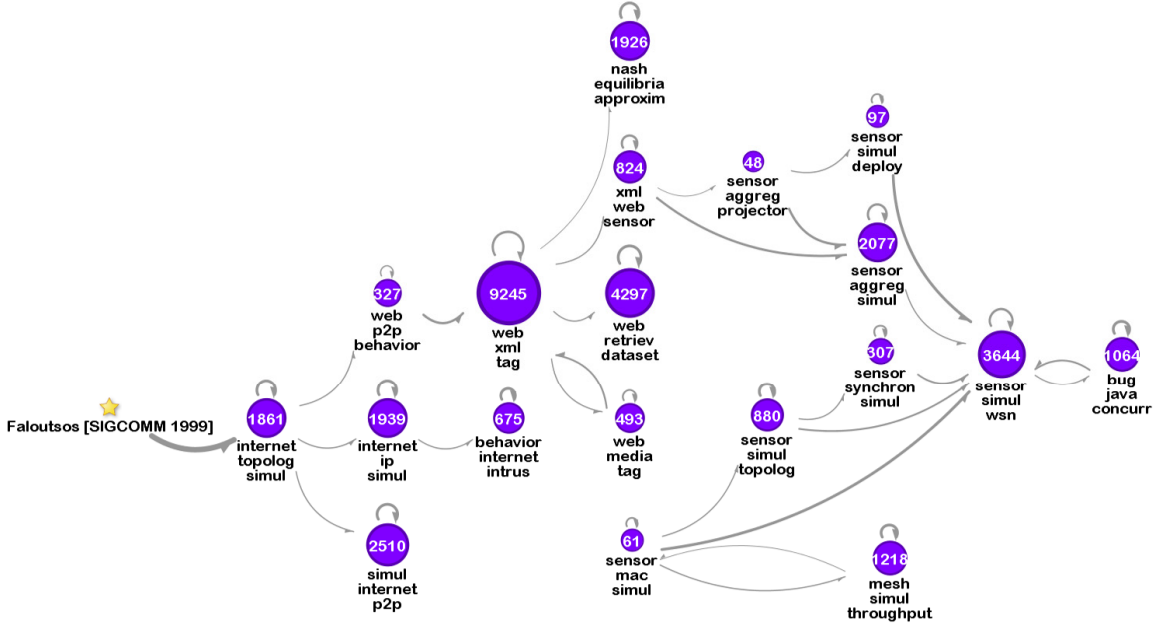 1926
nash
equilibria
approxim
97
sensor
simul
deploy
824
xml
web
sensor
48
sensor
aggreg
projector
2077
sensor
aggreg
simul
327
web
p2p
behavior
9245
web
xml
tag
4297
web
retriev
dataset
307
sensor
synchron
simul
3644
sensor
simul
wsn
1064
bug
java
concurr
Faloutsos [SIGCOMM 1999]
1861
internet
topolog
simul
1939
internet
ip
simul
675
behavior
internet
intrus
493
web
media
tag
880
sensor
simul
topolog
2510
simul
internet
p2p
61
sensor
mac
simul
1218
mesh
simul
throughput